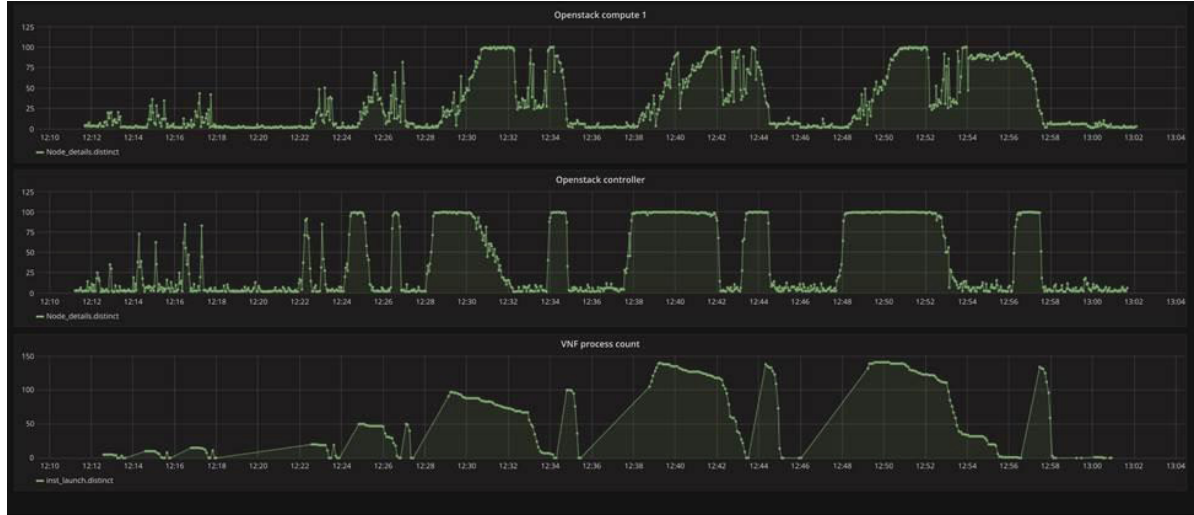 Openstack compute 1
125
100
75
50
25
0
12:10 12:12 12:14 12:16 12:18 12:20 12:22 12:24 12:26 12:28 12:30 12:32 12:34 12:36 12:38 12:40 12:42 12:44 12:46 12:48 12:50 12:52 12:54 12:56 12:58 13:00 13:02 13:04
Node_details.distinct
Openstack controller
125
100
75
50
25
0
12:10 12:12 12:14 12:16 12:18 12:20 12:22 12:24 12:26 12:28 12:30 12:32 12:34 12:36 12:38 12:40 12:42 12:44 12:46 12:48 12:50 12:52 12:54 12:56 12:58 13:00 13:02 13:04
Node_details.distinct
VNF process count
150
100
50
0
12:10 12:12 12:14 12:16 12:18 12:20 12:22 12:24 12:26 12:28 12:30 12:32 12:34 12:36 12:38 12:40 12:42 12:44 12:46 12:48 12:50 12:52 12:54 12:56 12:58 13:00 13:02 13:04
inst_launch.distinct